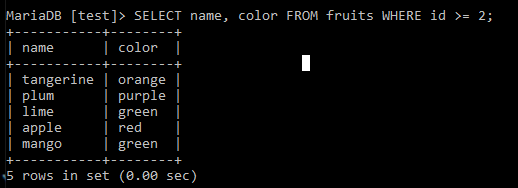 MariaDB [test]> SELECT name, color FROM fruits WHERE id >= 2;
+-----------+--------+
| name      | color  |
+-----------+--------+
| tangerine | orange |
| plum      | purple |
| lime      | green  |
| apple     | red    |
| mango     | green  |
+-----------+--------+
5 rows in set (0.00 sec)